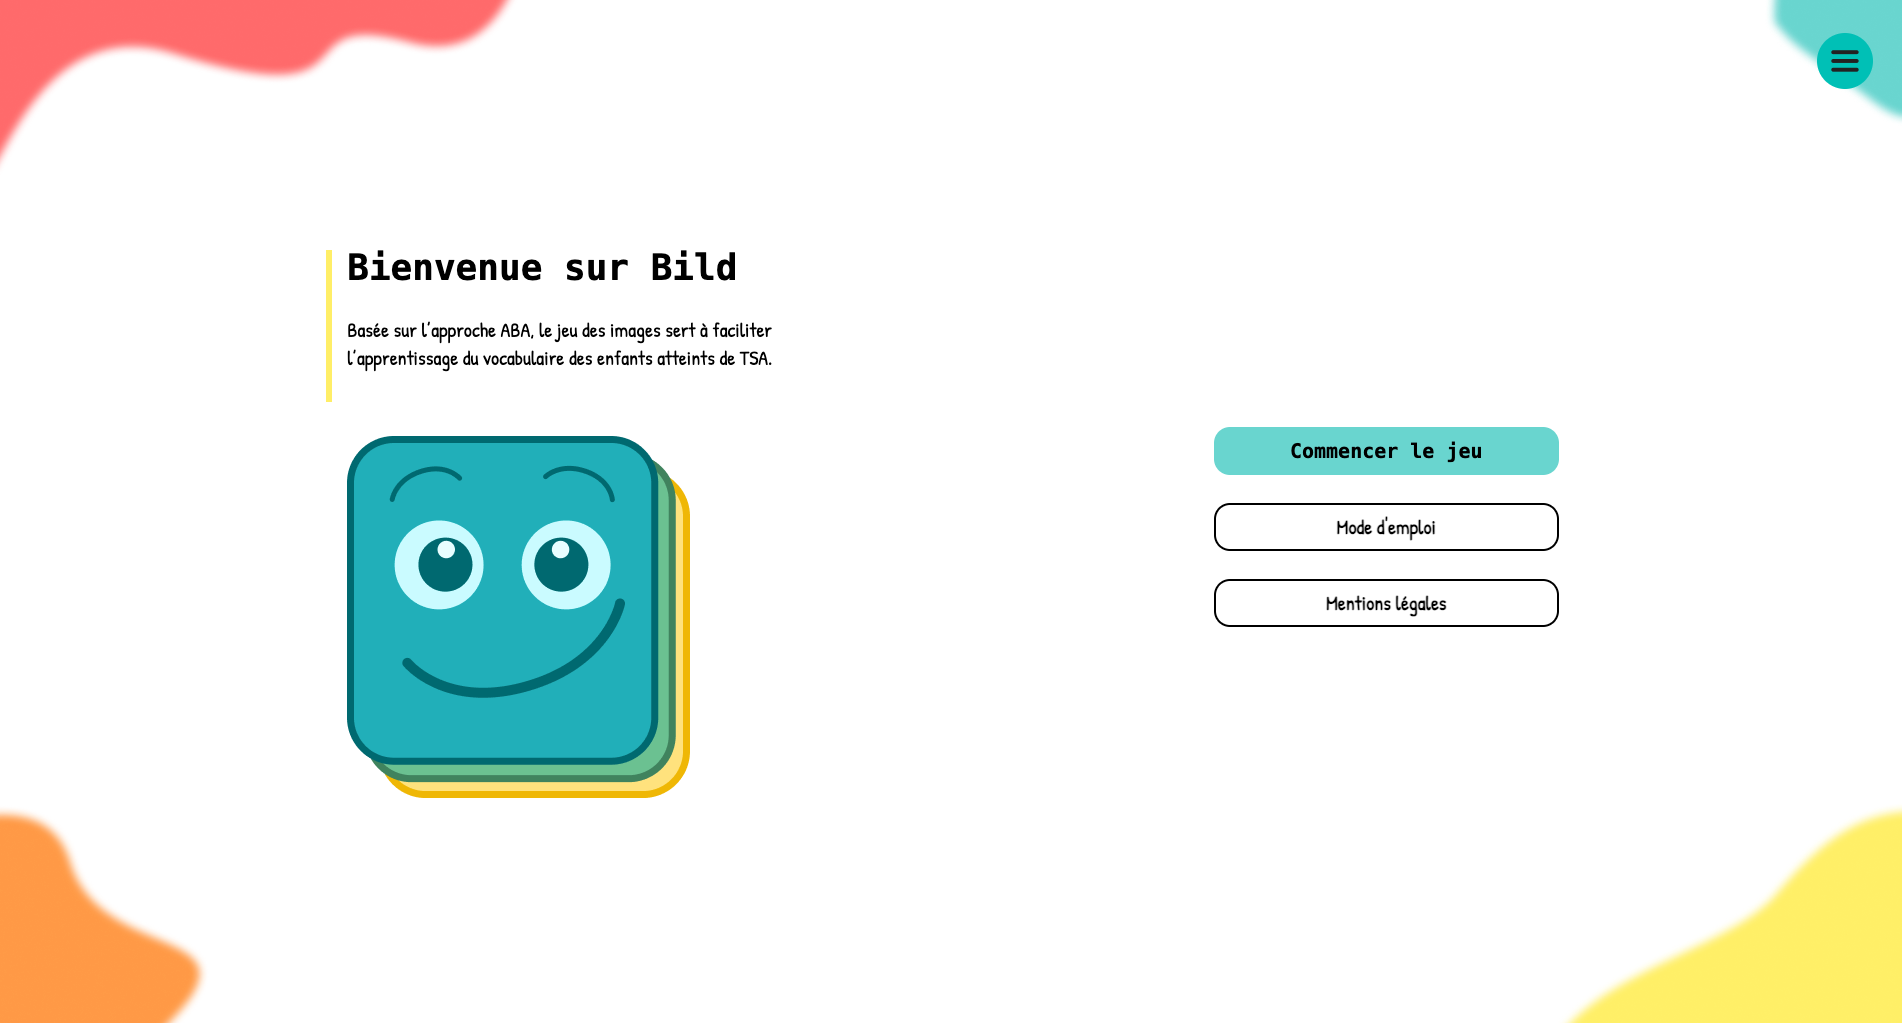 Bienvenue sur Bild
Basée sur l'approche ABA, le jeu des images sert à faciliter
l'apprentissage du vocabulaire des enfants atteints de TSA.
Commencer le jeu
Mode d'emploi
Mentions légales